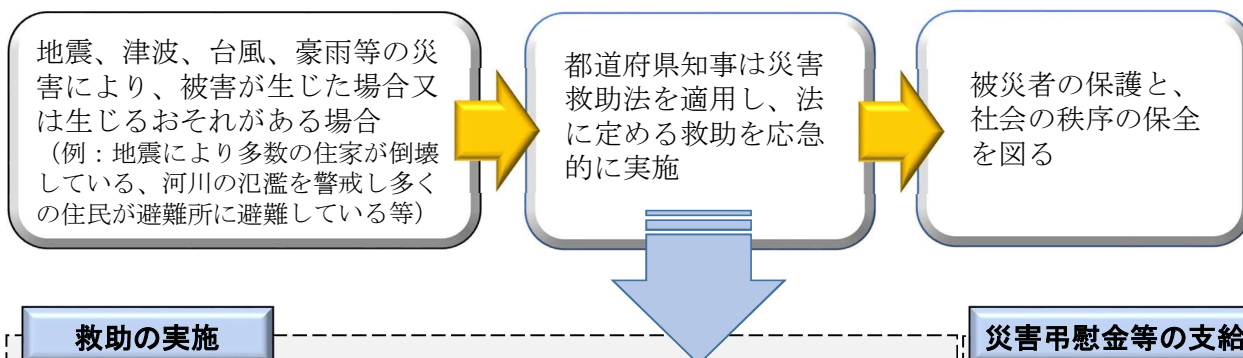 地震、津波、台風、豪雨等の災
害により、被害が生じた場合又
は生じるおそれがある場合
（例：地震により多数の住家が倒壊
している、河川の氾濫を警戒し多く
の住民が避難所に避難している等）
都道府県知事は災害
救助法を適用し、法
に定める救助を応急
的に実施
被災者の保護と、
社会の秩序の保全
を図る
救助の実施
災害弔慰金等の支給